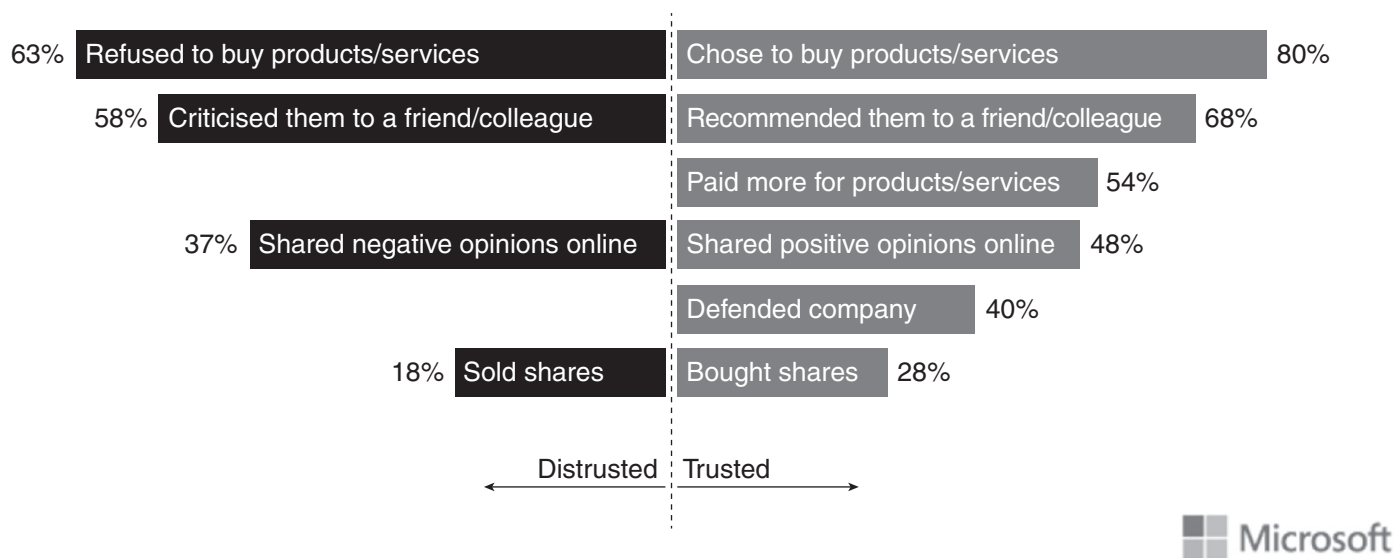 63% Refused to buy products/services Chose to buy products/services 80%
58% Criticised them to a friend/colleague Recommended them to a friend/colleague 68%
Paid more for products/services 54%
37% Shared negative opinions online Shared positive opinions online 48%
Defended company 40%
18% Sold shares Bought shares 28%
Distrusted Trusted
Microsoft